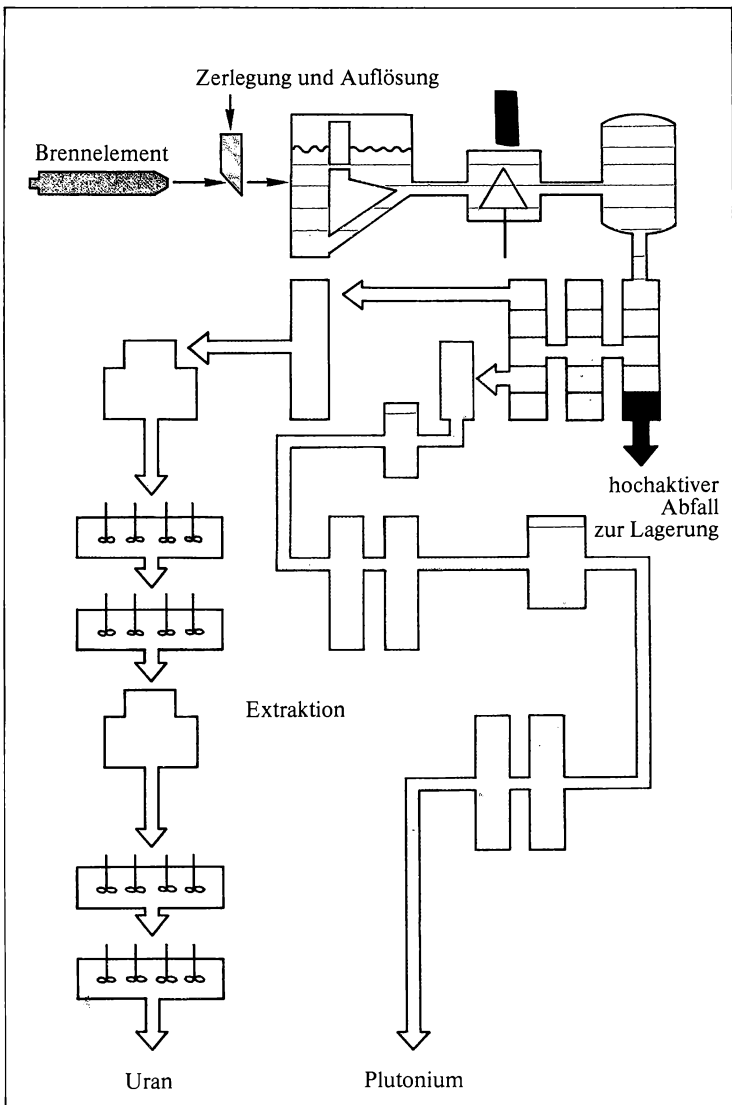 Zerlegung und Auflösung
Brennelement
hochaktiver
Abfall
zur Lagerung
Extraktion
Uran
Plutonium